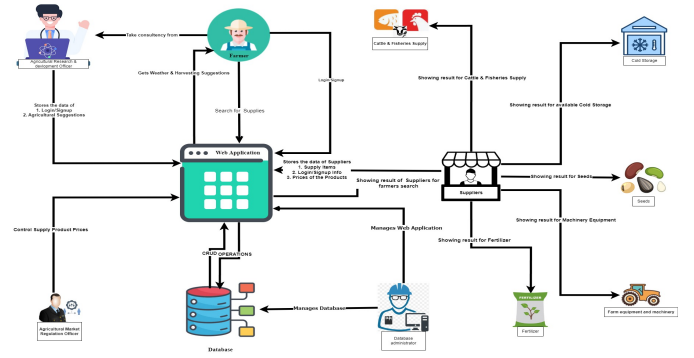 Take consultency from
Farmer
Cattle & Fisheries Supply
Cold Storage
Agricultural Research &
devlopment Officer
Gets Weather & Harvesting Suggestions
Login Signup
Showing result for Cattle & Fisheries Supply
Search for Supplies
Showing result for available Cold Storage
Stores the data of
1. Login/Signup
2. Agricultural Suggestions
Web Application
Stores the data of Suppliers
1. Supply Items
2. Login/Signup Info
3. Prices of the Products
Showing result of Suppliers for
farmers search
Suppliers
Showing result for Seeds
Seeds
Showing result for Machinery Equipment
Control Supply Product Prices
Manages Web Application
Showing result for Fertilizer
CRUD OPERATIONS
FERTILIZER
Manages Database
Farm equipment and machinery
Agricultural Market
Regulation Officer
Fertilizer
Database
administrator
Database